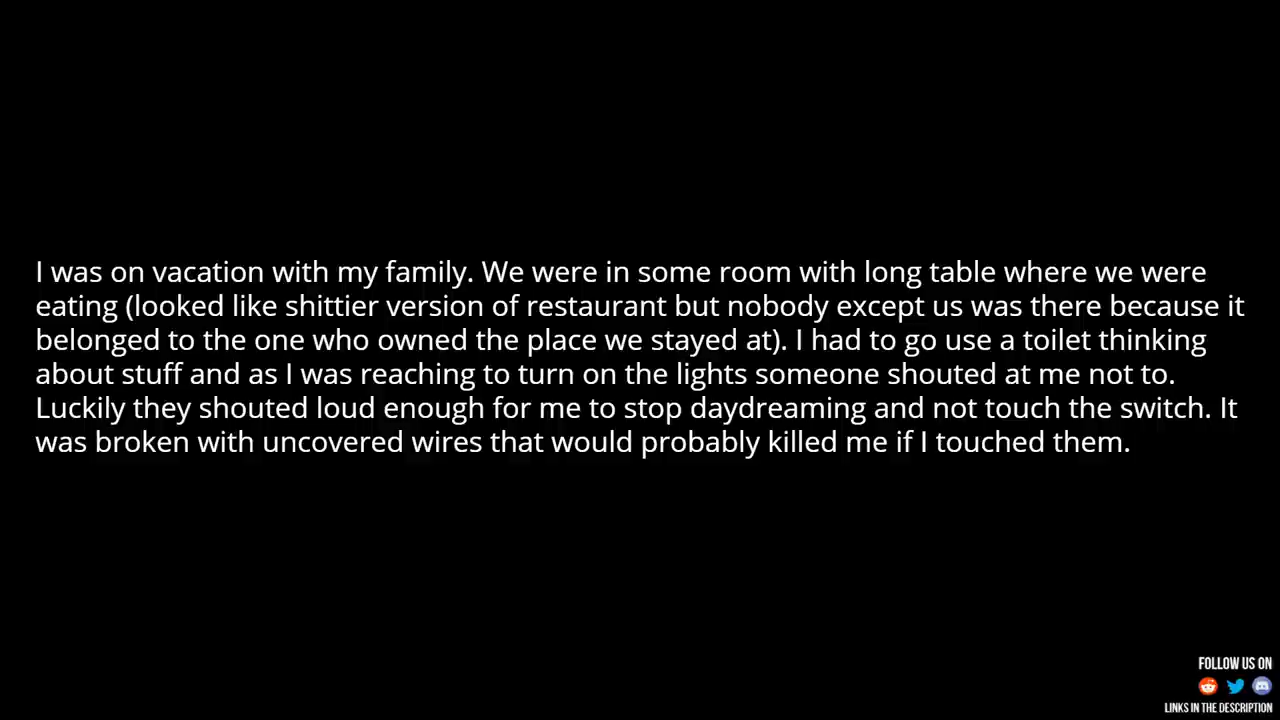 I was on vacation with my family. We were in some room with long table where we were
eating (looked like shittier version of restaurant but nobody except us was there because it
belonged to the one who owned the place we stayed at). I had to go use a toilet thinking
about stuff and as I was reaching to turn on the lights someone shouted at me not to.
Luckily they shouted loud enough for me to stop daydreaming and not touch the switch. It
was broken with uncovered wires that would probably killed me if I touched them.
FOLLOW US ON
LINKS IN THE DESCRIPTION